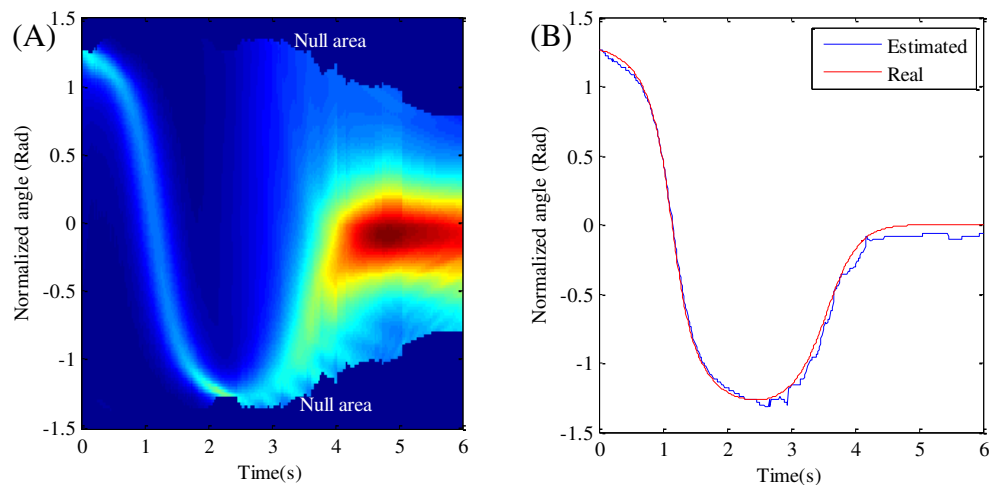 (A)
Normalized angle (Rad)
1.5
1
0.5
0
-0.5
-1
-1.5
Null area
Null area
0 1 2 3 4 5 6
Time(s)
(B)
Normalized angle (Rad)
1.5
1
0.5
0
-0.5
-1
-1.5
Estimated
Real
0 1 2 3 4 5 6
Time(s)